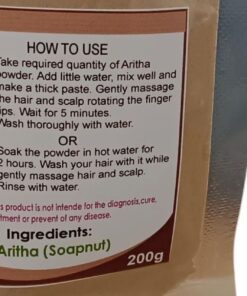 HOW TO USE
Take required quantity of Aritha
powder. Add little water, mix well and
make a thick paste. Gently massage
the hair and scalp rotating the finger
tips. Wait for 5 minutes.
Wash thoroughly with water.
OR
Soak the powder in hot water for
2 hours. Wash your hair with it while
gently massage hair and scalp.
Rinse with water.
s product is not intende for the diagnosis,cure,
tment or prevent of any disease.
Ingredients:
Aritha (Soapnut)
200g